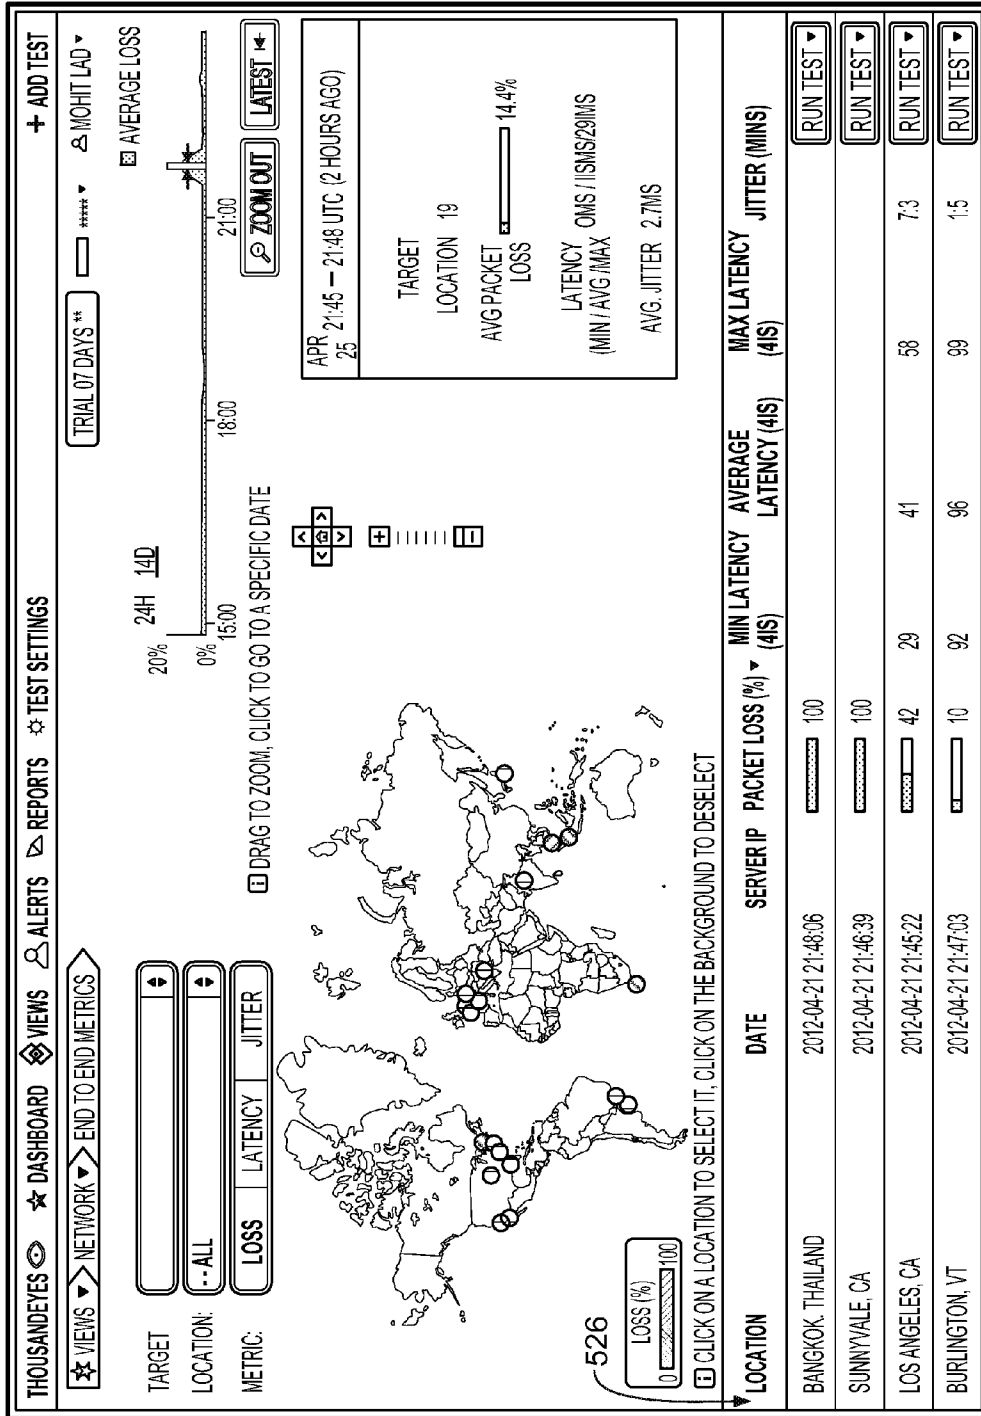 THOUSANDEYES DASHBOARD VIEWS ALERTS REPORTS TEST SETTINGS + ADD TEST
VIEWS ▼ NETWORK ▼ END TO END METRICS
TRIAL 07 DAYS ** ***** ▼ MOHIT LAD ▼
TARGET
LOCATION: -- ALL
METRIC: LOSS LATENCY JITTER
24H 14D
AVERAGE LOSS
20%
0%
15:00 18:00 21:00
i DRAG TO ZOOM, CLICK TO GO TO A SPECIFIC DATE
ZOOM OUT LATEST
APR 25 21:45 — 21:48 UTC (2 HOURS AGO)
TARGET
LOCATION 19
AVG PACKET LOSS 14.4%
LATENCY (MIN / AVG /MAX OMS / IISMS/29IMS
AVG. JITTER 2.7MS
526
LOSS (%)
0 100
i CLICK ON A LOCATION TO SELECT IT, CLICK ON THE BACKGROUND TO DESELECT
LOCATION DATE SERVER IP PACKET LOSS (%) ▼ MIN LATENCY (4IS) AVERAGE LATENCY (4IS) MAX LATENCY (4IS) JITTER (MINS)
BANGKOK. THAILAND 2012-04-21 21:48:06 100 RUN TEST ▼
SUNNYVALE, CA 2012-04-21 21:46:39 100 RUN TEST ▼
LOS ANGELES, CA 2012-04-21 21:45:22 42 29 41 58 7:3 RUN TEST ▼
BURLINGTON, VT 2012-04-21 21:47:03 10 92 96 99 1:5 RUN TEST ▼